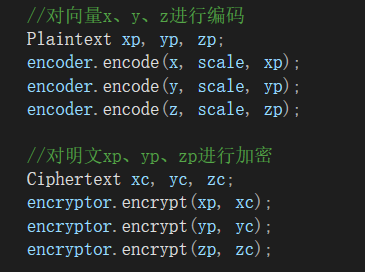 //对向量x、y、z进行编码
Plaintext xp, yp, zp;
encoder.encode(x, scale, xp);
encoder.encode(y, scale, yp);
encoder.encode(z, scale, zp);
//对明文xp、yp、zp进行加密
Ciphertext xc, yc, zc;
encryptor.encrypt(xp, xc);
encryptor.encrypt(yp, yc);
encryptor.encrypt(zp, zc);